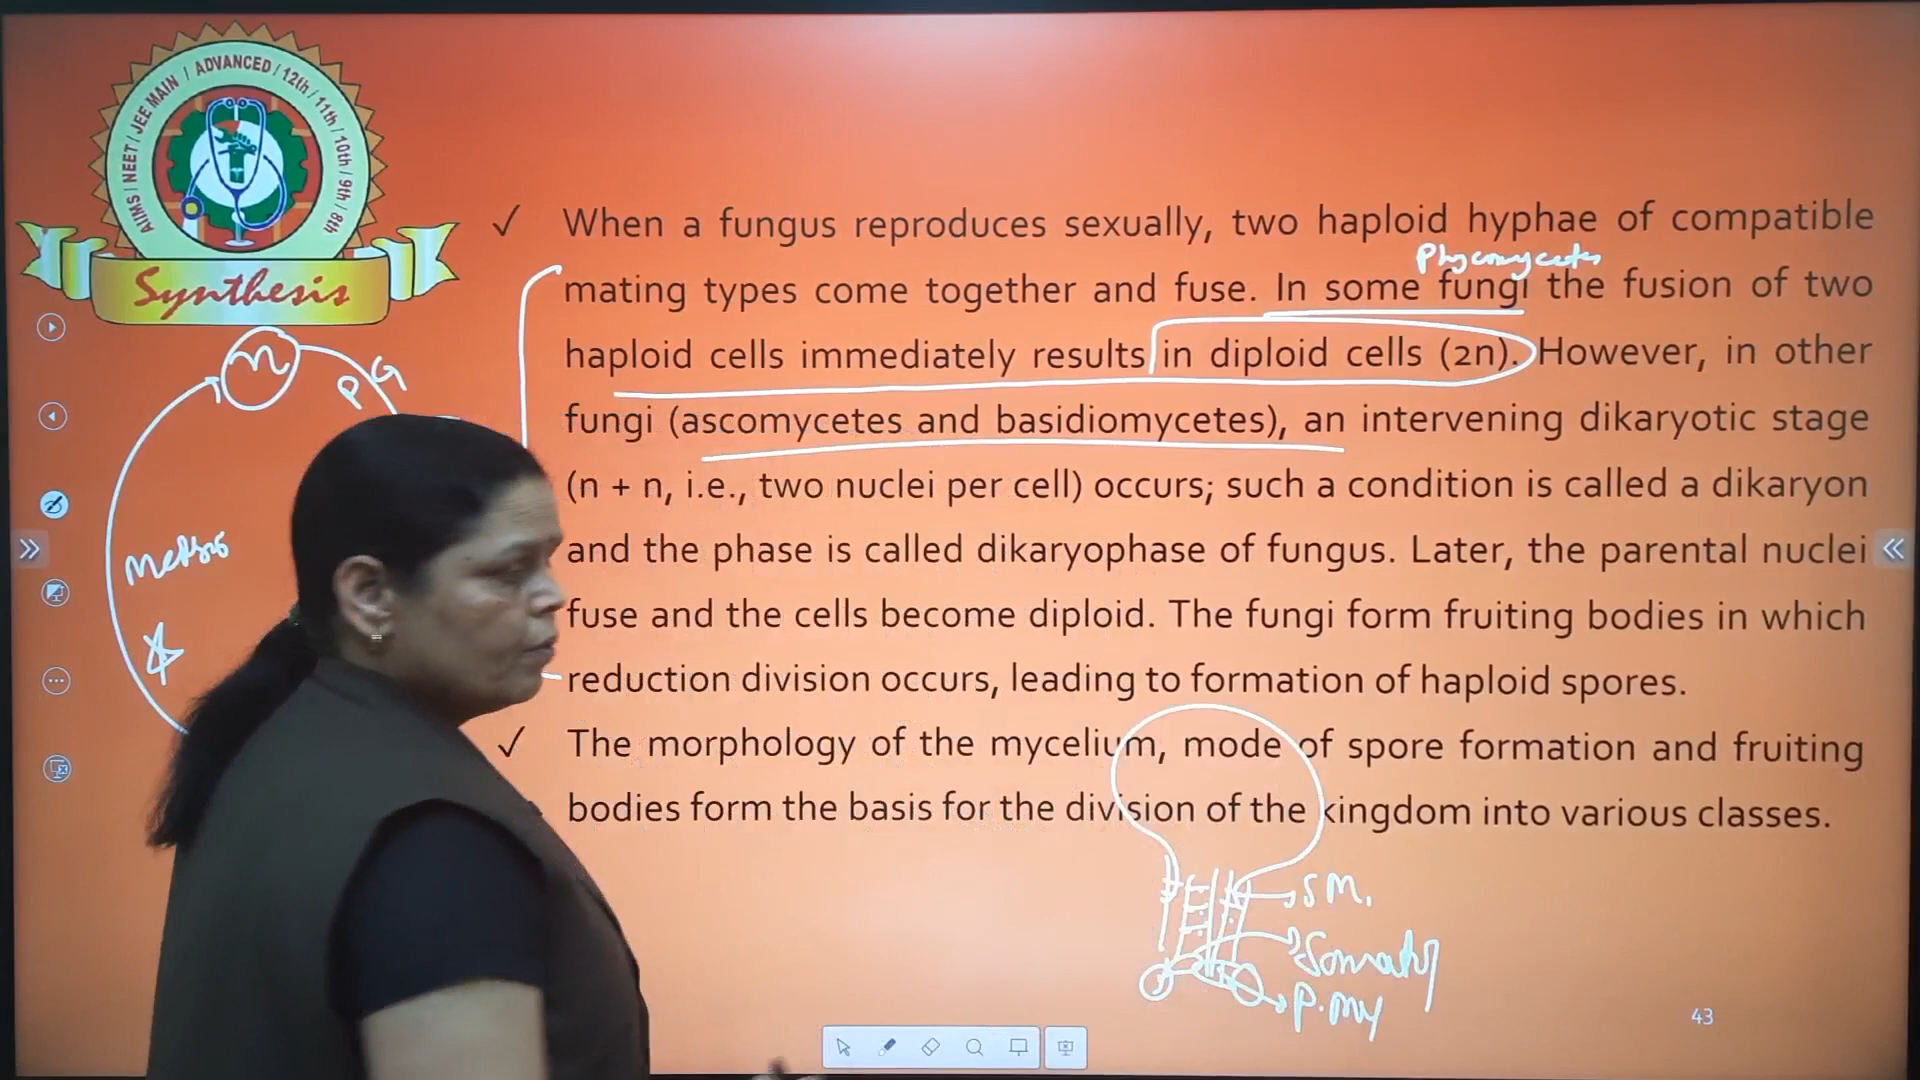 AIIMS / NEET / JEE MAIN / ADVANCED / 12th / 11th / 10th / 9th / 8th
Synthesis
✓ When a fungus reproduces sexually, two haploid hyphae of compatible
Phycomycetes
mating types come together and fuse. In some fungi the fusion of two
haploid cells immediately results in diploid cells (2n). However, in other
fungi (ascomycetes and basidiomycetes), an intervening dikaryotic stage
(n + n, i.e., two nuclei per cell) occurs; such a condition is called a dikaryon
and the phase is called dikaryophase of fungus. Later, the parental nuclei
fuse and the cells become diploid. The fungi form fruiting bodies in which
reduction division occurs, leading to formation of haploid spores.
✓ The morphology of the mycelium, mode of spore formation and fruiting
bodies form the basis for the division of the kingdom into various classes.
n
P G
S M.
P. My
43